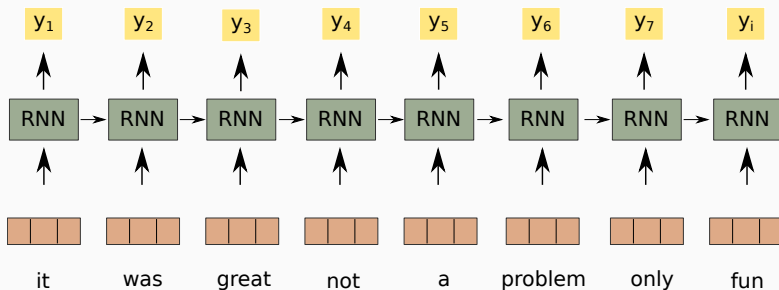 y₁ y₂ y₃ y₄ y₅ y₆ y₇ yᵢ
RNN RNN RNN RNN RNN RNN RNN RNN
it was great not a problem only fun